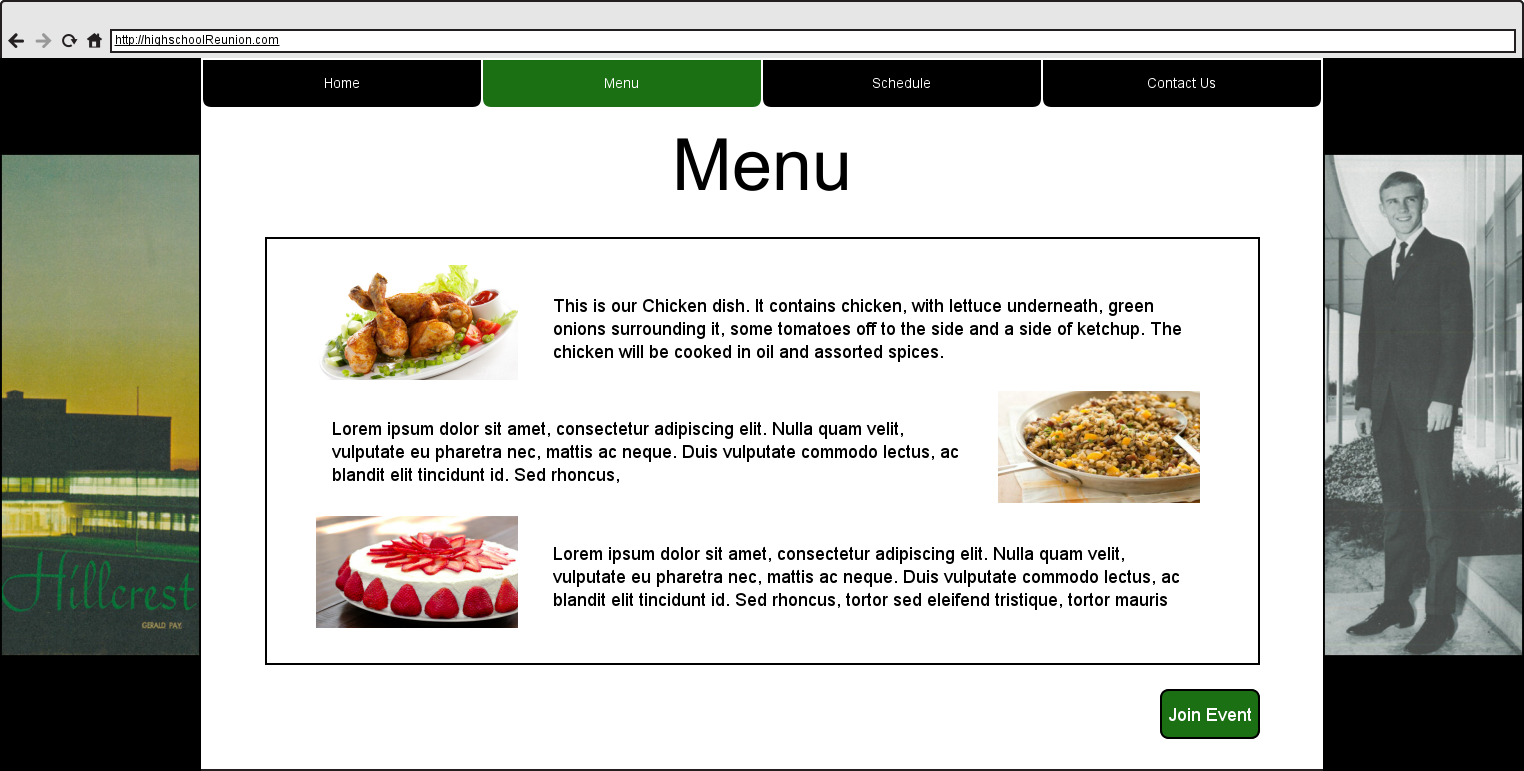 http://highschoolReunion.com
Home
Menu
Schedule
Contact Us
Menu
This is our Chicken dish. It contains chicken, with lettuce underneath, green
onions surrounding it, some tomatoes off to the side and a side of ketchup. The
chicken will be cooked in oil and assorted spices.
Lorem ipsum dolor sit amet, consectetur adipiscing elit. Nulla quam velit,
vulputate eu pharetra nec, mattis ac neque. Duis vulputate commodo lectus, ac
blandit elit tincidunt id. Sed rhoncus,
Lorem ipsum dolor sit amet, consectetur adipiscing elit. Nulla quam velit,
vulputate eu pharetra nec, mattis ac neque. Duis vulputate commodo lectus, ac
blandit elit tincidunt id. Sed rhoncus, tortor sed eleifend tristique, tortor mauris
Hillcrest
GERALD PAY.
Join Event